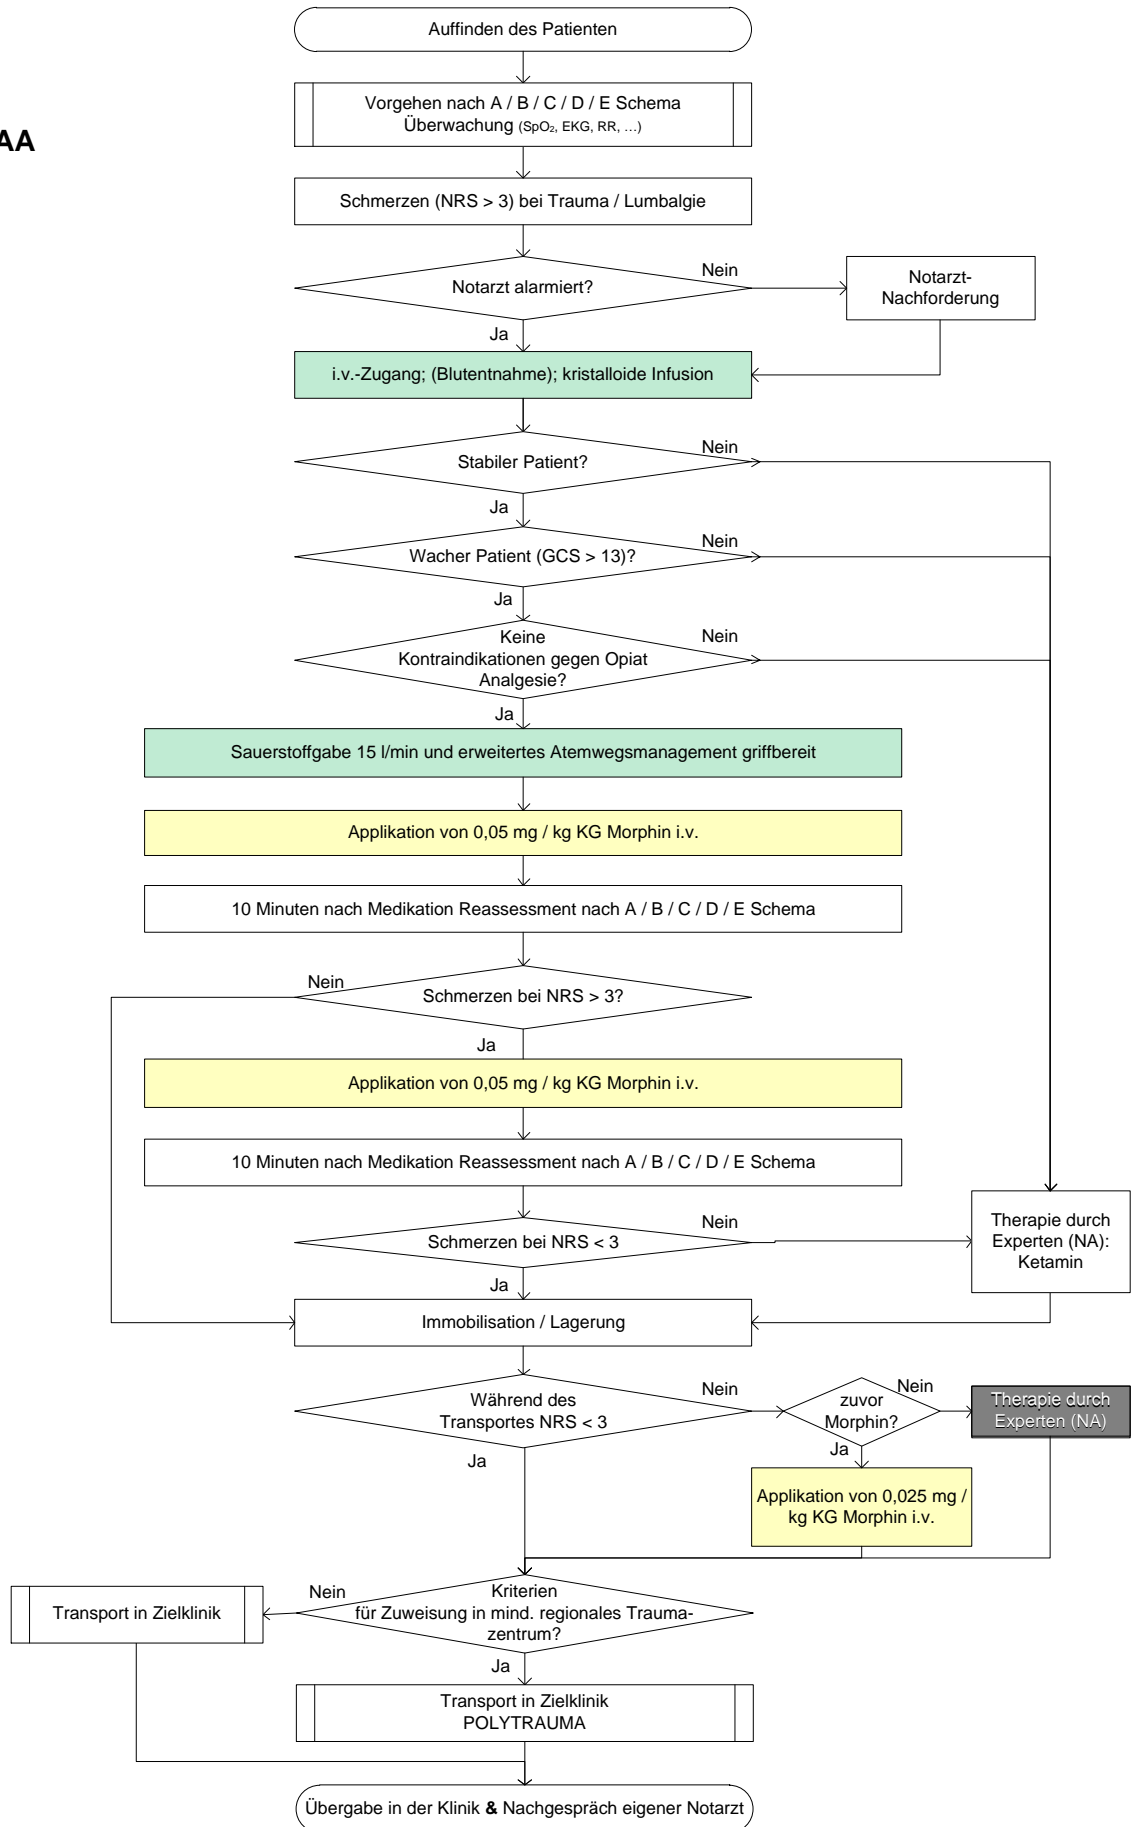 Auffinden des Patienten
Vorgehen nach A / B / C / D / E Schema
Überwachung (SpO₂, EKG, RR, …)
AA
Schmerzen (NRS > 3) bei Trauma / Lumbalgie
Notarzt alarmiert?
Nein
Notarzt-
Nachforderung
Ja
i.v.-Zugang; (Blutentnahme); kristalloide Infusion
Stabiler Patient?
Nein
Ja
Wacher Patient (GCS > 13)?
Nein
Ja
Keine
Kontraindikationen gegen Opiat
Analgesie?
Nein
Ja
Sauerstoffgabe 15 l/min und erweitertes Atemwegsmanagement griffbereit
Applikation von 0,05 mg / kg KG Morphin i.v.
10 Minuten nach Medikation Reassessment nach A / B / C / D / E Schema
Nein
Schmerzen bei NRS > 3?
Ja
Applikation von 0,05 mg / kg KG Morphin i.v.
10 Minuten nach Medikation Reassessment nach A / B / C / D / E Schema
Schmerzen bei NRS < 3
Nein
Therapie durch
Experten (NA):
Ketamin
Ja
Immobilisation / Lagerung
Während des
Transportes NRS < 3
Nein
zuvor
Morphin?
Nein
Therapie durch
Experten (NA)
Ja
Ja
Applikation von 0,025 mg /
kg KG Morphin i.v.
Kriterien
für Zuweisung in mind. regionales Trauma-
zentrum?
Nein
Transport in Zielklinik
Ja
Transport in Zielklinik
POLYTRAUMA
Übergabe in der Klinik & Nachgespräch eigener Notarzt